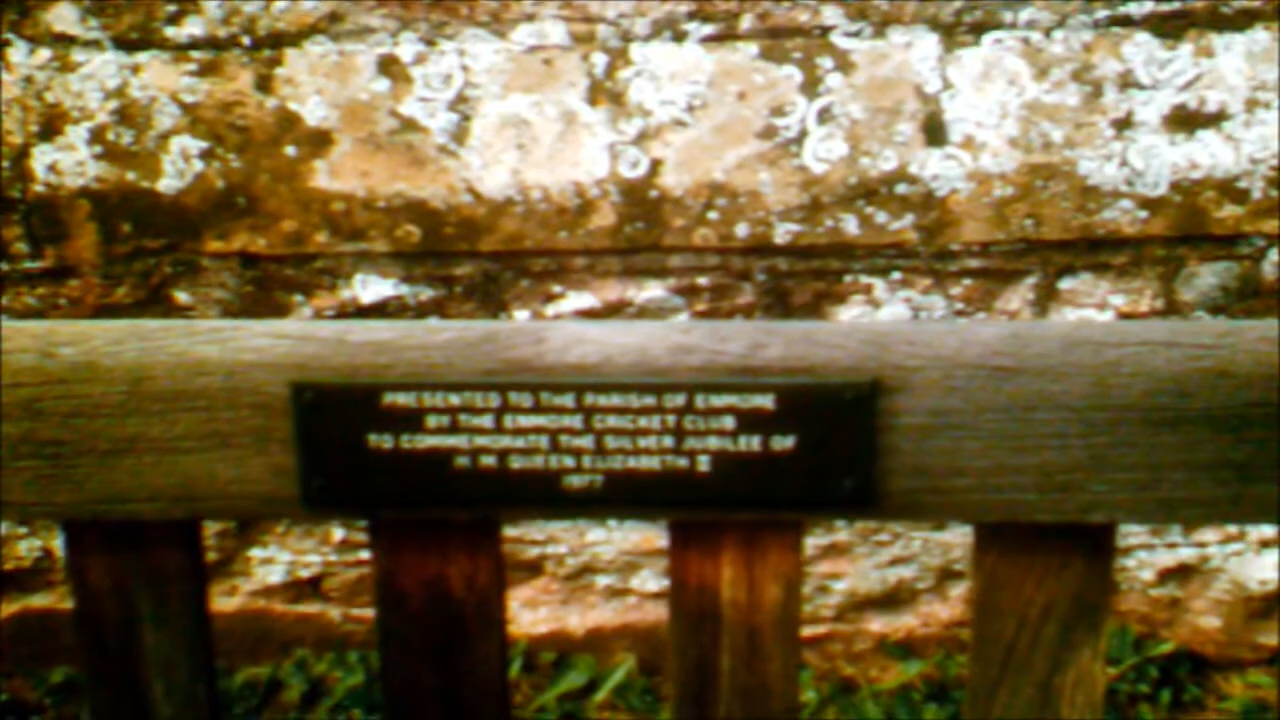 PRESENTED TO THE PARISH OF ENMORE
BY THE ENMORE CRICKET CLUB
TO COMMEMORATE THE SILVER JUBILEE OF
H. M. QUEEN ELIZABETH II
1977